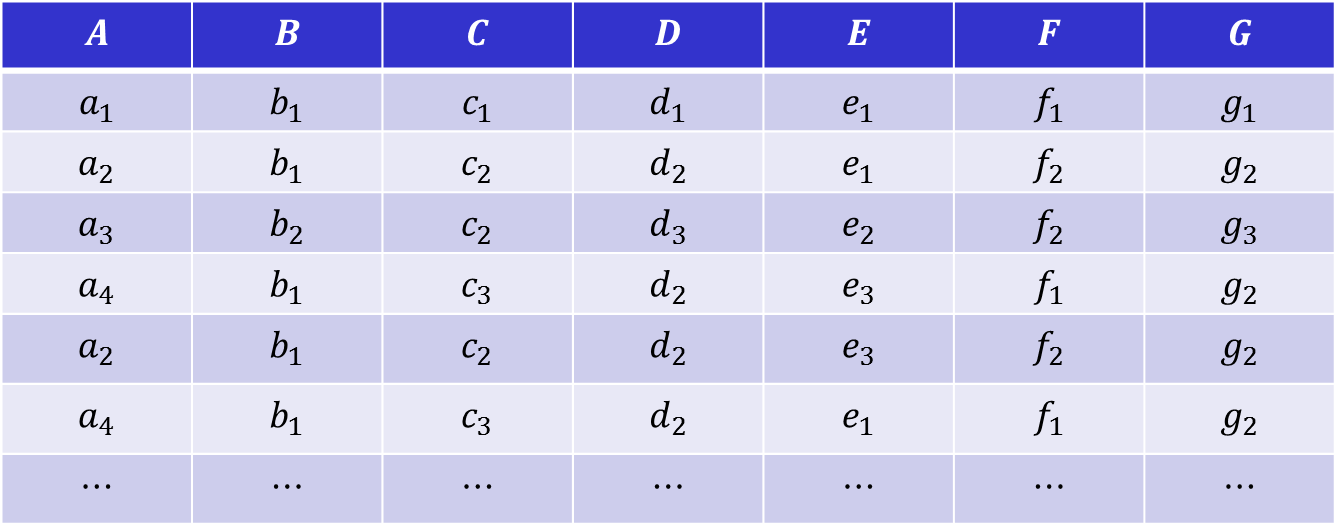 A B C D E F G
a₁ b₁ c₁ d₁ e₁ f₁ g₁
a₂ b₁ c₂ d₂ e₁ f₂ g₂
a₃ b₂ c₂ d₃ e₂ f₂ g₃
a₄ b₁ c₃ d₂ e₃ f₁ g₂
a₂ b₁ c₂ d₂ e₃ f₂ g₂
a₄ b₁ c₃ d₂ e₁ f₁ g₂
... ... ... ... ... ... ...